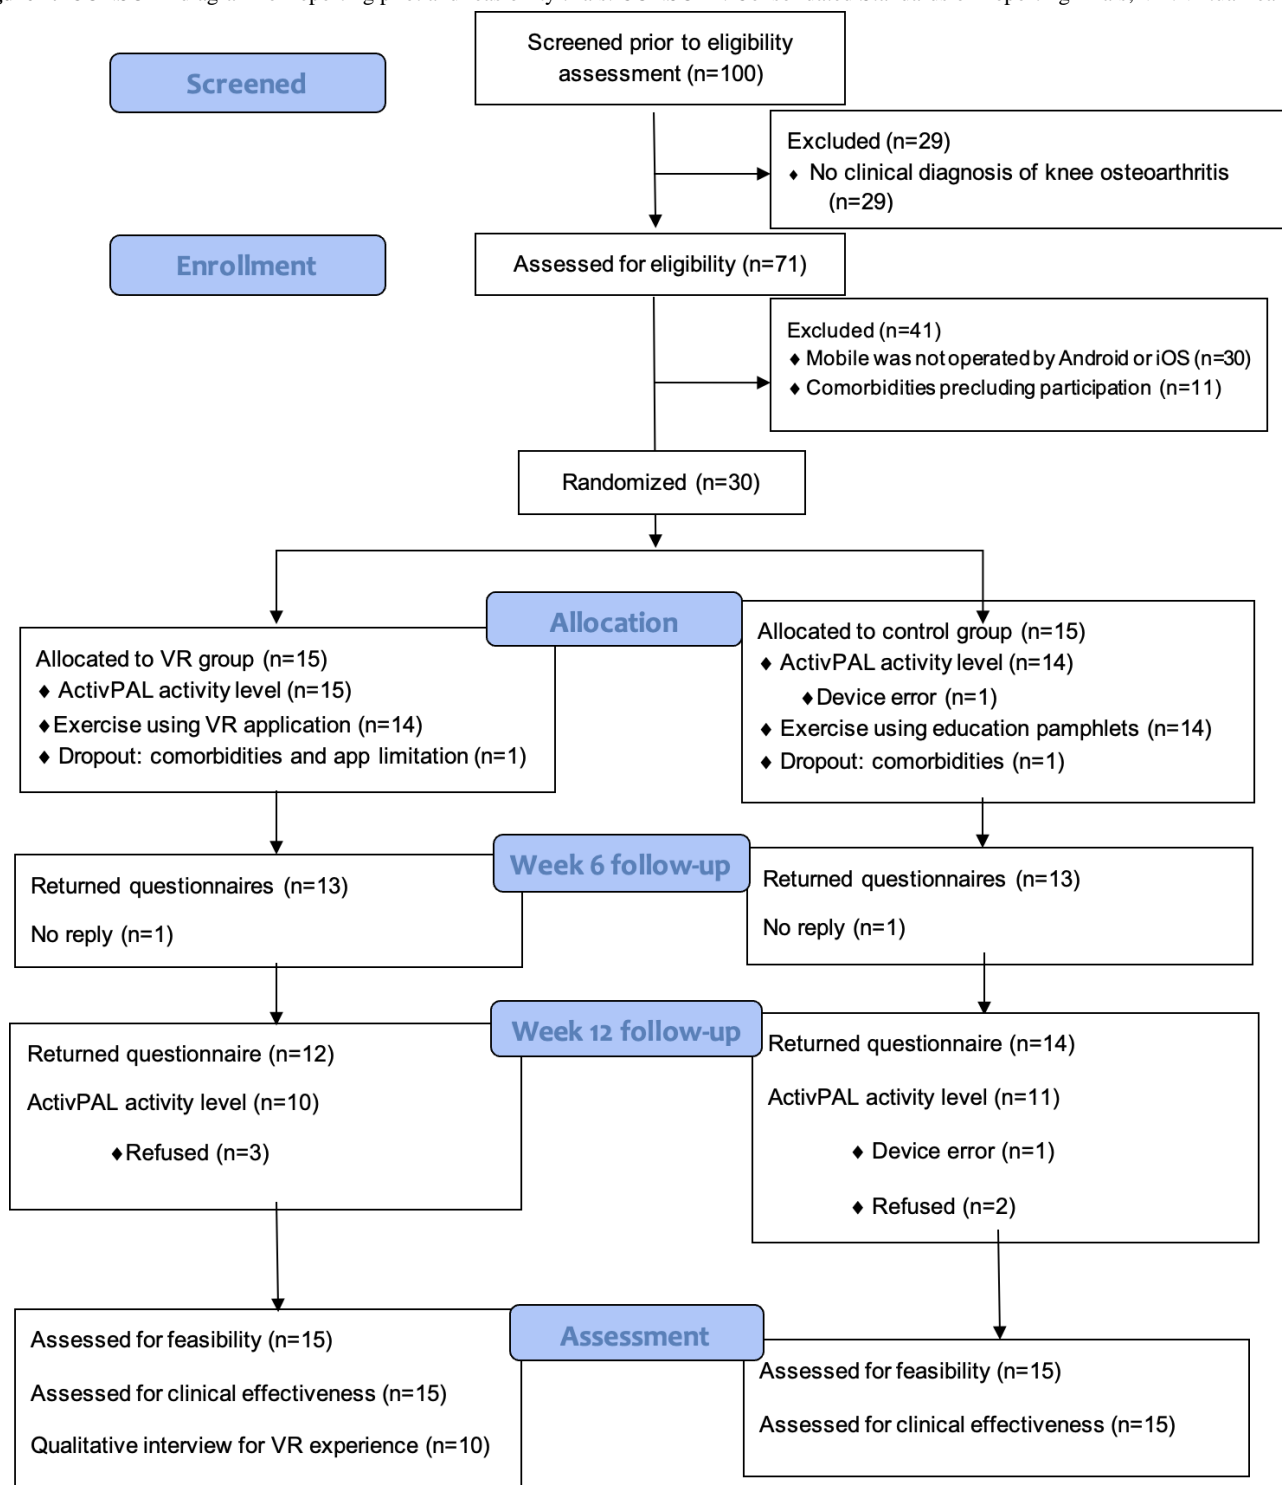 Screened prior to eligibility
assessment (n=100)
Screened
Excluded (n=29)
♦ No clinical diagnosis of knee osteoarthritis
(n=29)
Enrollment
Assessed for eligibility (n=71)
Excluded (n=41)
♦ Mobile was not operated by Android or iOS (n=30)
♦ Comorbidities precluding participation (n=11)
Randomized (n=30)
Allocation
Allocated to VR group (n=15)
♦ ActivPAL activity level (n=15)
♦Exercise using VR application (n=14)
♦ Dropout: comorbidities and app limitation (n=1)
Allocated to control group (n=15)
♦ ActivPAL activity level (n=14)
♦Device error (n=1)
♦ Exercise using education pamphlets (n=14)
♦ Dropout: comorbidities (n=1)
Week 6 follow-up
Returned questionnaires (n=13)
No reply (n=1)
Returned questionnaires (n=13)
No reply (n=1)
Week 12 follow-up
Returned questionnaire (n=12)
ActivPAL activity level (n=10)
♦Refused (n=3)
Returned questionnaire (n=14)
ActivPAL activity level (n=11)
♦ Device error (n=1)
♦ Refused (n=2)
Assessment
Assessed for feasibility (n=15)
Assessed for clinical effectiveness (n=15)
Qualitative interview for VR experience (n=10)
Assessed for feasibility (n=15)
Assessed for clinical effectiveness (n=15)